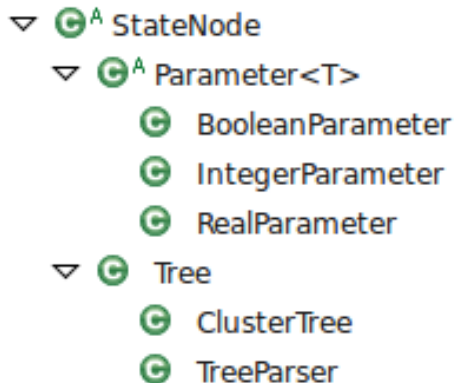 C A StateNode
C A Parameter<T>
C BooleanParameter
C IntegerParameter
C RealParameter
C Tree
C ClusterTree
C TreeParser